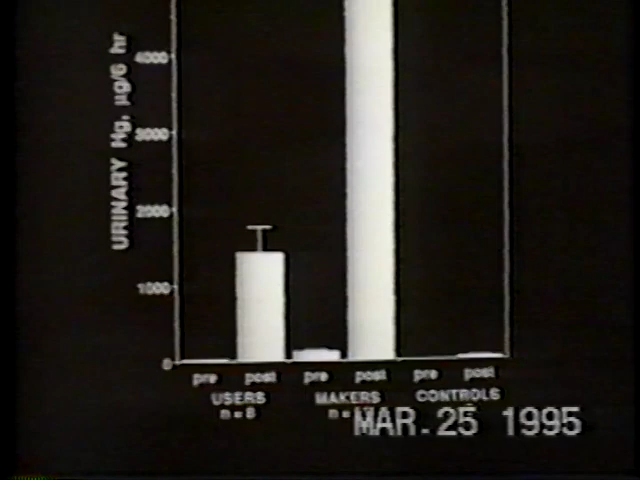 URINARY Hg, µg/6 hr
4000
3000
2000
1000
0
pre post pre post pre post
USERS MAKERS CONTROLS
n=8 n=
MAR.25 1995